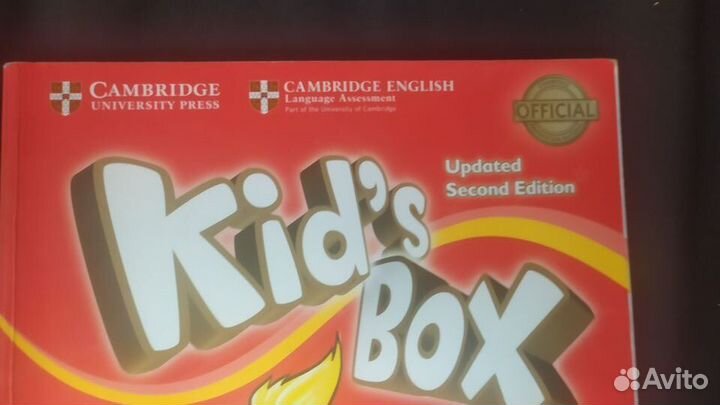 CAMBRIDGE
UNIVERSITY PRESS
CAMBRIDGE ENGLISH
Language Assessment
Part of the University of Cambridge
OFFICIAL
Updated
Second Edition
Kid's
BOX
Avito